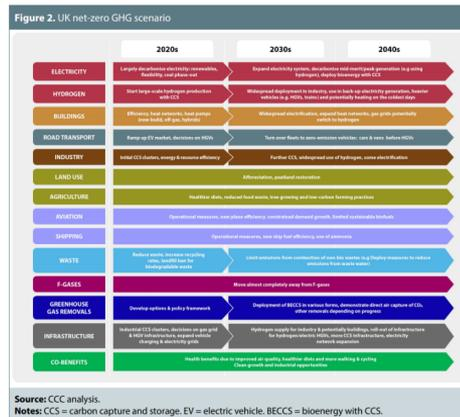 Figure 2. UK net-zero GHG scenario
2020s 2030s 2040s
ELECTRICITY
Largely decarbonise electricity: renewables,
flexibility, coal phase-out
Expand electricity system, decarbonise mid-merit/peak generation (e.g using
hydrogen), deploy bioenergy with CCS
HYDROGEN
Start large-scale hydrogen production
with CCS
Widespread deployment to industry, use in back-up electricity generation, heavier
vehicles (e.g. HGVs, trains) and potentially heating on the coldest days
BUILDINGS
Efficiency, heat networks, heat pumps
(new-build, off-gas, hybrids)
Widespread electrification, expand heat networks, gas grids potentially
switch to hydrogen
ROAD TRANSPORT
Ramp up EV market, decisions on HGVs
Turn over fleets to zero-emission vehicles: cars & vans before HGVs
INDUSTRY
Initial CCS clusters, energy & resource efficiency
Further CCS, widespread use of hydrogen, some electrification
LAND USE
Afforestation, peatland restoration
AGRICULTURE
Healthier diets, reduced food waste, tree growing and low-carbon farming practices
AVIATION
Operational measures, new plane efficiency, constrained demand growth, limited sustainable biofuels
SHIPPING
Operational measures, new ship fuel efficiency, use of ammonia
WASTE
Reduce waste, increase recycling
rates, landfill ban for
biodegradable waste
Limit emissions from combustion of non-bio wastes (e.g Deploy measures to reduce
emissions from waste water)
F-GASES
Move almost completely away from F-gases
GREENHOUSE
GAS REMOVALS
Develop options & policy framework
Deployment of BECCS in various forms, demonstrate direct air capture of CO₂,
other removals depending on progress
INFRASTRUCTURE
Industrial CCS clusters, decisions on gas grid
& HGV infrastructure, expand vehicle
charging & electricity grids
Hydrogen supply for industry & potentially buildings, roll-out of infrastructure
for hydrogen/electric HGVs, more CCS infrastructure, electricity
network expansion
CO-BENEFITS
Health benefits due to improved air quality, healthier diets and more walking & cycling
Clean growth and industrial opportunities
Source: CCC analysis.
Notes: CCS = carbon capture and storage. EV = electric vehicle. BECCS = bioenergy with CCS.